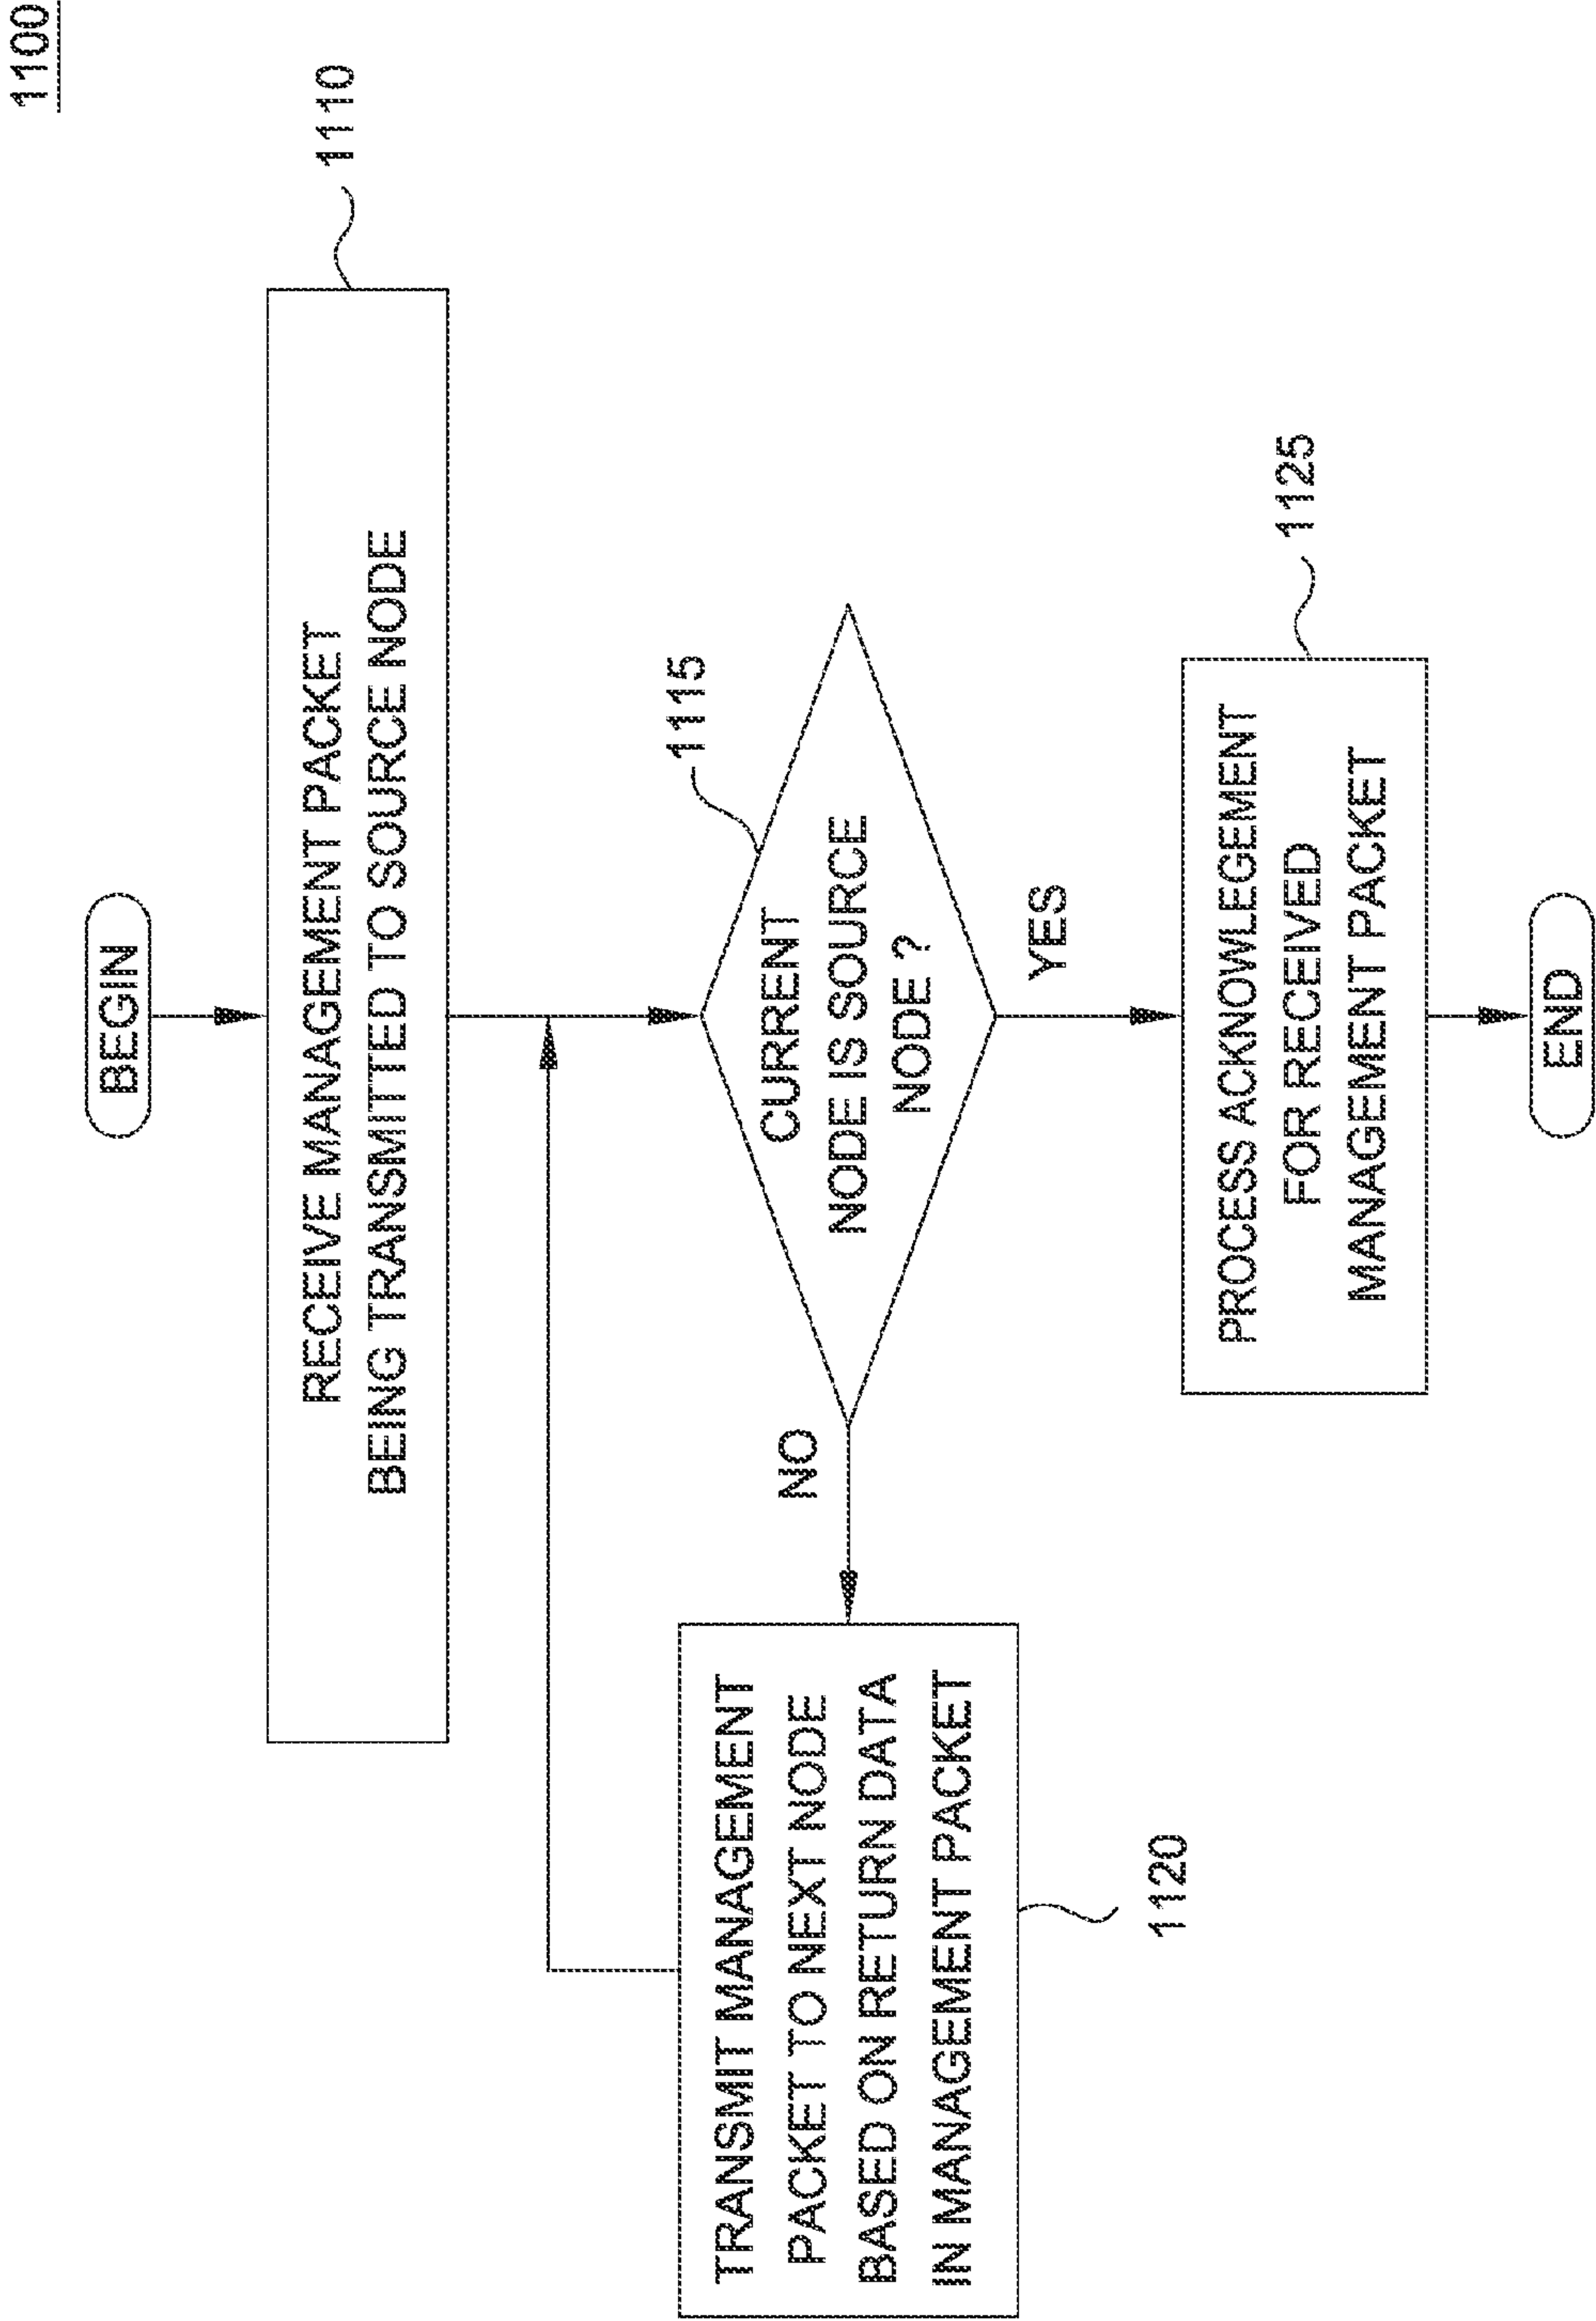 1100
BEGIN
RECEIVE MANAGEMENT PACKET
BEING TRANSMITTED TO SOURCE NODE
1110
CURRENT
NODE IS SOURCE
NODE ?
1115
NO
YES
TRANSMIT MANAGEMENT
PACKET TO NEXT NODE
BASED ON RETURN DATA
IN MANAGEMENT PACKET
1120
PROCESS ACKNOWLEGEMENT
FOR RECEIVED
MANAGEMENT PACKET
1125
END